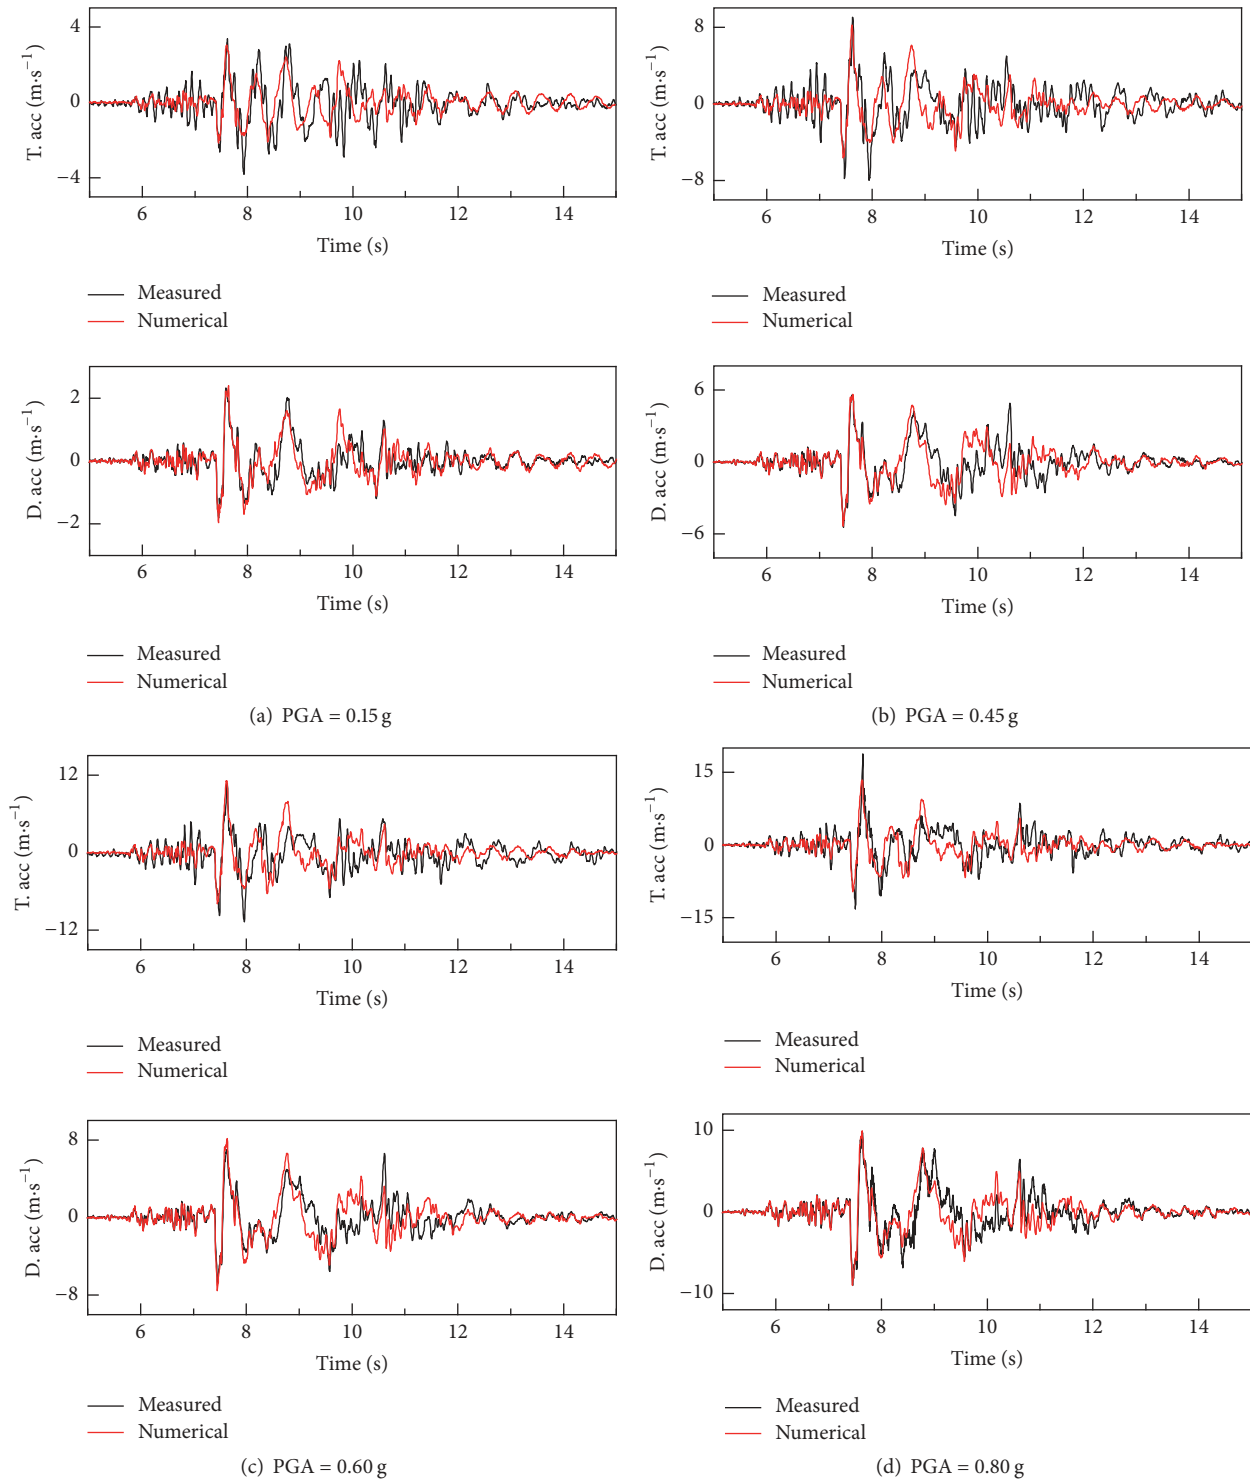 4
0
−4
T. acc (m·s⁻¹)
6 8 10 12 14
Time (s)
Measured
Numerical
8
0
−8
T. acc (m·s⁻¹)
6 8 10 12 14
Time (s)
Measured
Numerical
2
0
−2
D. acc (m·s⁻¹)
6 8 10 12 14
Time (s)
Measured
Numerical
(a) PGA = 0.15 g
6
0
−6
D. acc (m·s⁻¹)
6 8 10 12 14
Time (s)
Measured
Numerical
(b) PGA = 0.45 g
12
0
−12
T. acc (m·s⁻¹)
6 8 10 12 14
Time (s)
Measured
Numerical
15
0
−15
T. acc (m·s⁻¹)
6 8 10 12 14
Time (s)
Measured
Numerical
8
0
−8
D. acc (m·s⁻¹)
6 8 10 12 14
Time (s)
Measured
Numerical
(c) PGA = 0.60 g
10
0
−10
D. acc (m·s⁻¹)
6 8 10 12 14
Time (s)
Measured
Numerical
(d) PGA = 0.80 g